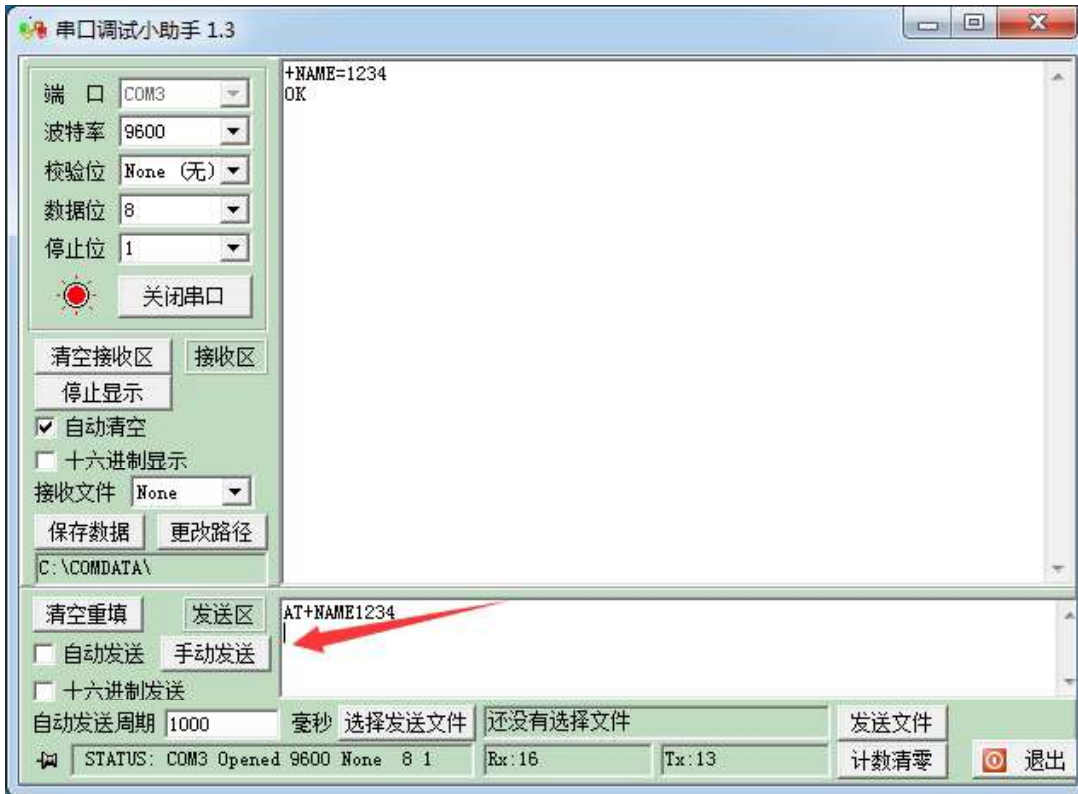 串口调试小助手 1.3
端 口 COM3
波特率 9600
校验位 None (无)
数据位 8
停止位 1
关闭串口
清空接收区 接收区
停止显示
自动清空
十六进制显示
接收文件 None
保存数据 更改路径
C:\COMDATA\
+NAME=1234
OK
清空重填 发送区
自动发送 手动发送
十六进制发送
AT+NAME1234
自动发送周期 1000 毫秒 选择发送文件 还没有选择文件 发送文件
STATUS: COM3 Opened 9600 None 8 1 Rx:16 Tx:13 计数清零 退出